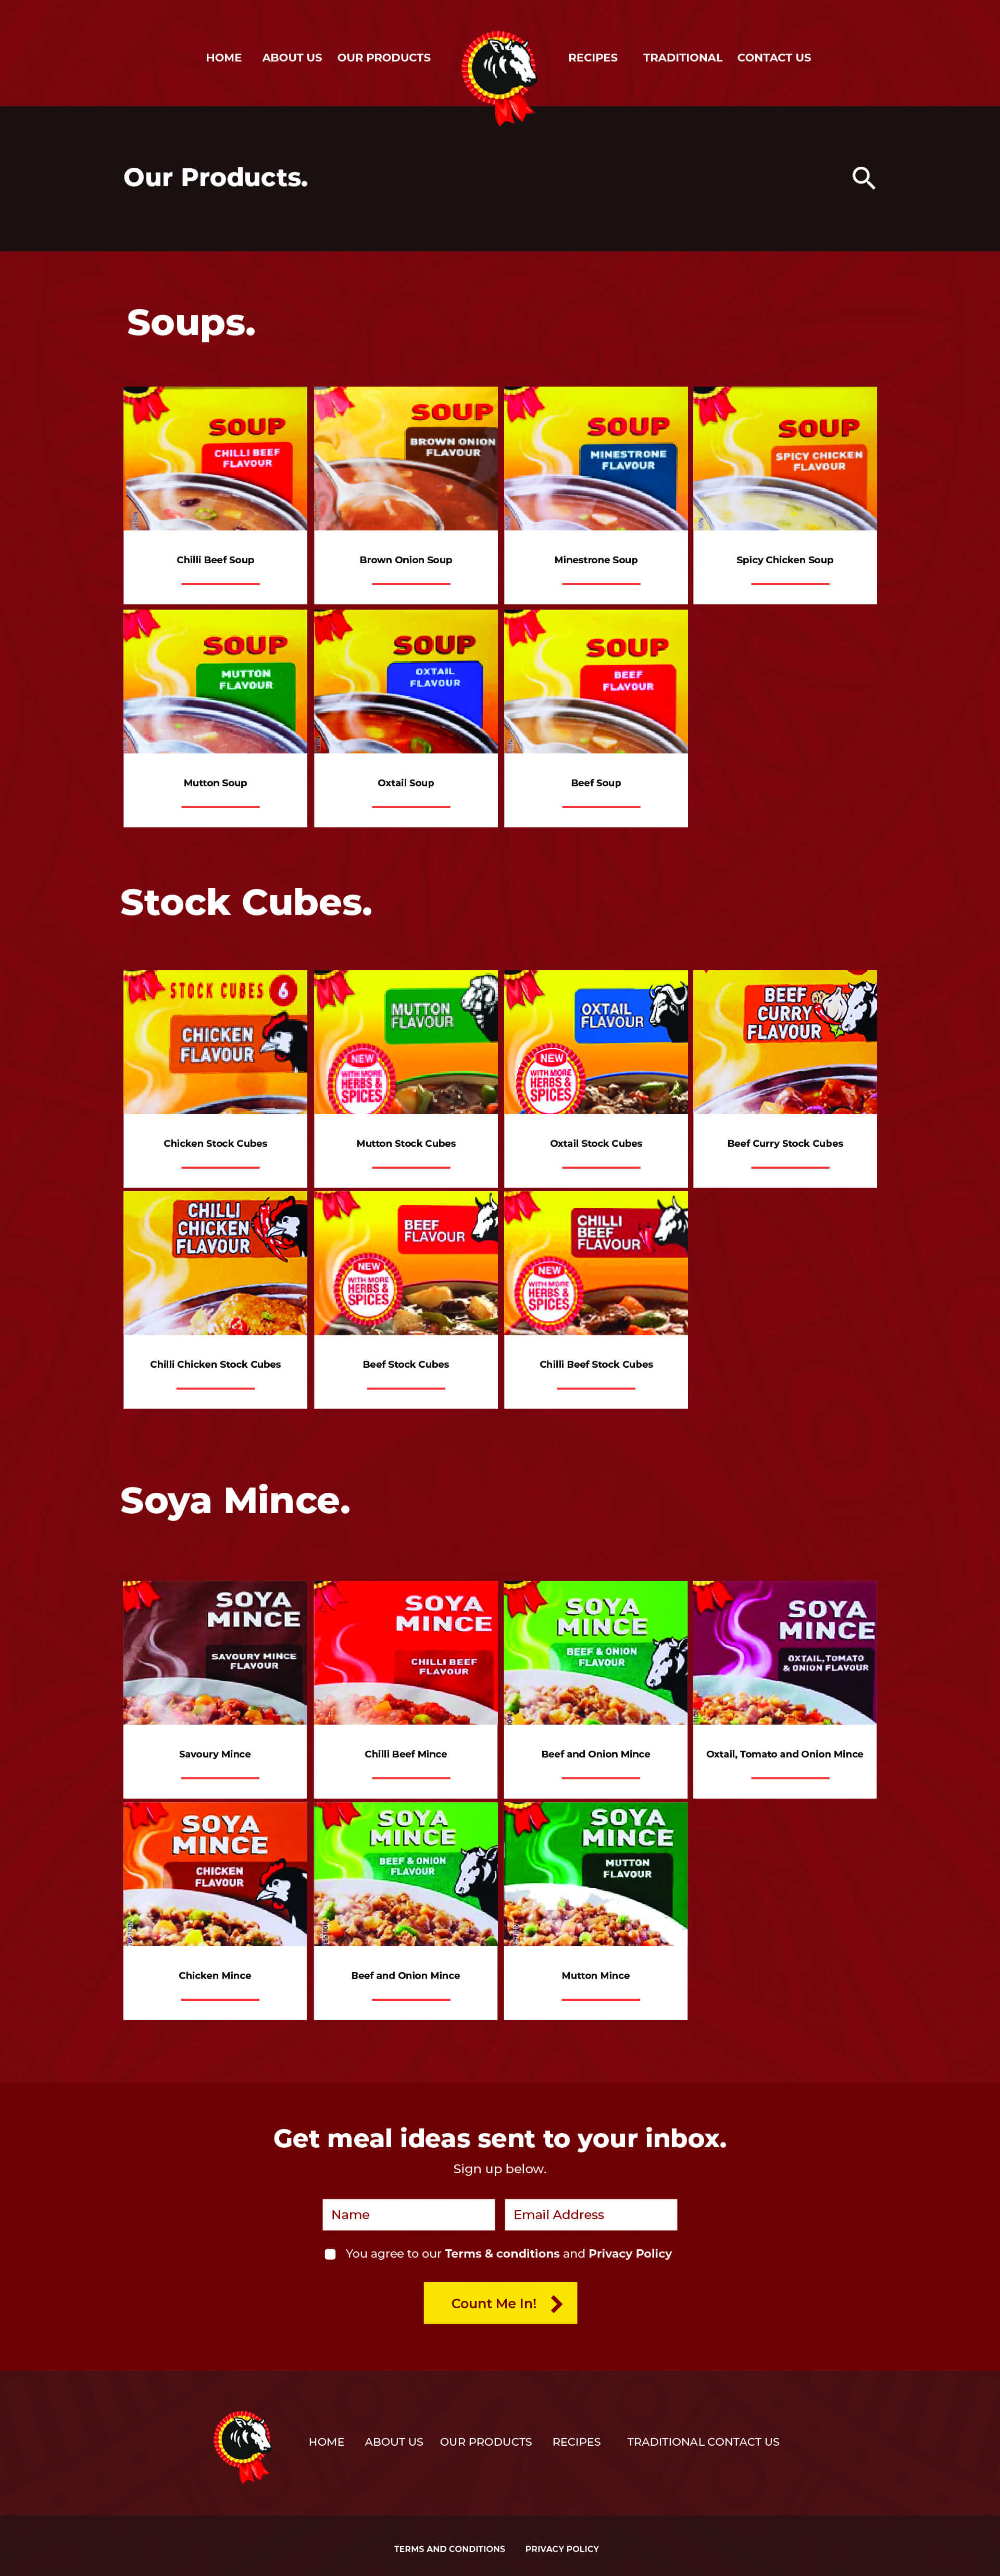 HOME ABOUT US OUR PRODUCTS RECIPES TRADITIONAL CONTACT US
Our Products.
Soups.
SOUP
CHILLI BEEF
FLAVOUR
SOUP
BROWN ONION
FLAVOUR
SOUP
MINESTRONE
FLAVOUR
SOUP
SPICY CHICKEN
FLAVOUR
Chilli Beef Soup
Brown Onion Soup
Minestrone Soup
Spicy Chicken Soup
SOUP
MUTTON
FLAVOUR
SOUP
OXTAIL
FLAVOUR
SOUP
BEEF
FLAVOUR
Mutton Soup
Oxtail Soup
Beef Soup
Stock Cubes.
STOCK CUBES 6
CHICKEN
FLAVOUR
MUTTON
FLAVOUR
NEW
WITH MORE
HERBS &
SPICES
OXTAIL
FLAVOUR
NEW
WITH MORE
HERBS &
SPICES
BEEF
CURRY
FLAVOUR
Chicken Stock Cubes
Mutton Stock Cubes
Oxtail Stock Cubes
Beef Curry Stock Cubes
CHILLI
CHICKEN
FLAVOUR
BEEF
FLAVOUR
NEW
WITH MORE
HERBS &
SPICES
CHILLI
BEEF
FLAVOUR
NEW
WITH MORE
HERBS &
SPICES
Chilli Chicken Stock Cubes
Beef Stock Cubes
Chilli Beef Stock Cubes
Soya Mince.
SOYA
MINCE
SAVOURY MINCE
FLAVOUR
SOYA
MINCE
CHILLI BEEF
FLAVOUR
SOYA
MINCE
BEEF & ONION
FLAVOUR
SOYA
MINCE
OXTAIL, TOMATO
& ONION FLAVOUR
Savoury Mince
Chilli Beef Mince
Beef and Onion Mince
Oxtail, Tomato and Onion Mince
SOYA
MINCE
CHICKEN
FLAVOUR
SOYA
MINCE
BEEF & ONION
FLAVOUR
SOYA
MINCE
MUTTON
FLAVOUR
Chicken Mince
Beef and Onion Mince
Mutton Mince
Get meal ideas sent to your inbox.
Sign up below.
Name
Email Address
You agree to our Terms & conditions and Privacy Policy
Count Me In!
HOME ABOUT US OUR PRODUCTS RECIPES TRADITIONAL CONTACT US
TERMS AND CONDITIONS PRIVACY POLICY